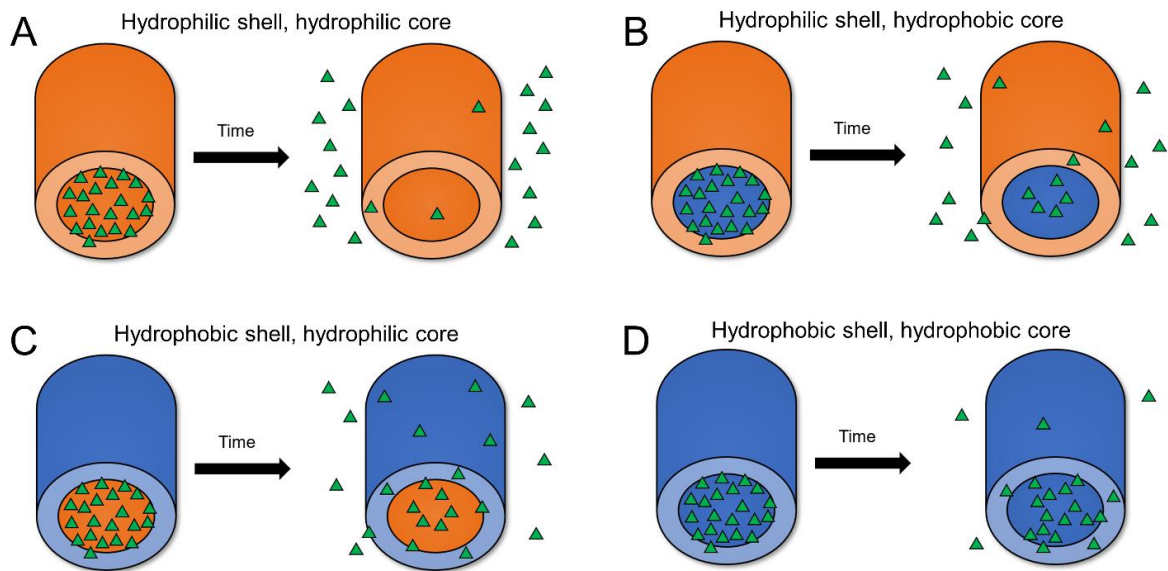 A
Hydrophilic shell, hydrophilic core
Time
B
Hydrophilic shell, hydrophobic core
Time
C
Hydrophobic shell, hydrophilic core
Time
D
Hydrophobic shell, hydrophobic core
Time